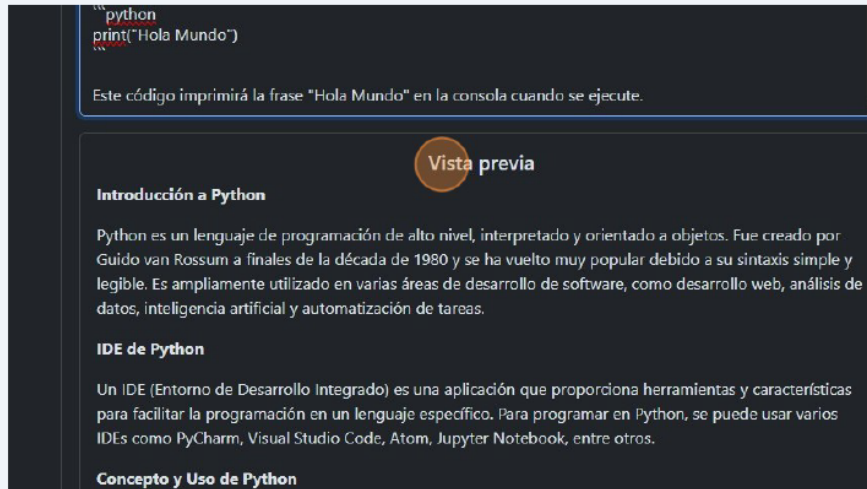 ```python
print("Hola Mundo")
```
Este código imprimirá la frase "Hola Mundo" en la consola cuando se ejecute.
Vista previa
Introducción a Python
Python es un lenguaje de programación de alto nivel, interpretado y orientado a objetos. Fue creado por
Guido van Rossum a finales de la década de 1980 y se ha vuelto muy popular debido a su sintaxis simple y
legible. Es ampliamente utilizado en varias áreas de desarrollo de software, como desarrollo web, análisis de
datos, inteligencia artificial y automatización de tareas.
IDE de Python
Un IDE (Entorno de Desarrollo Integrado) es una aplicación que proporciona herramientas y características
para facilitar la programación en un lenguaje específico. Para programar en Python, se puede usar varios
IDEs como PyCharm, Visual Studio Code, Atom, Jupyter Notebook, entre otros.
Concepto y Uso de Python